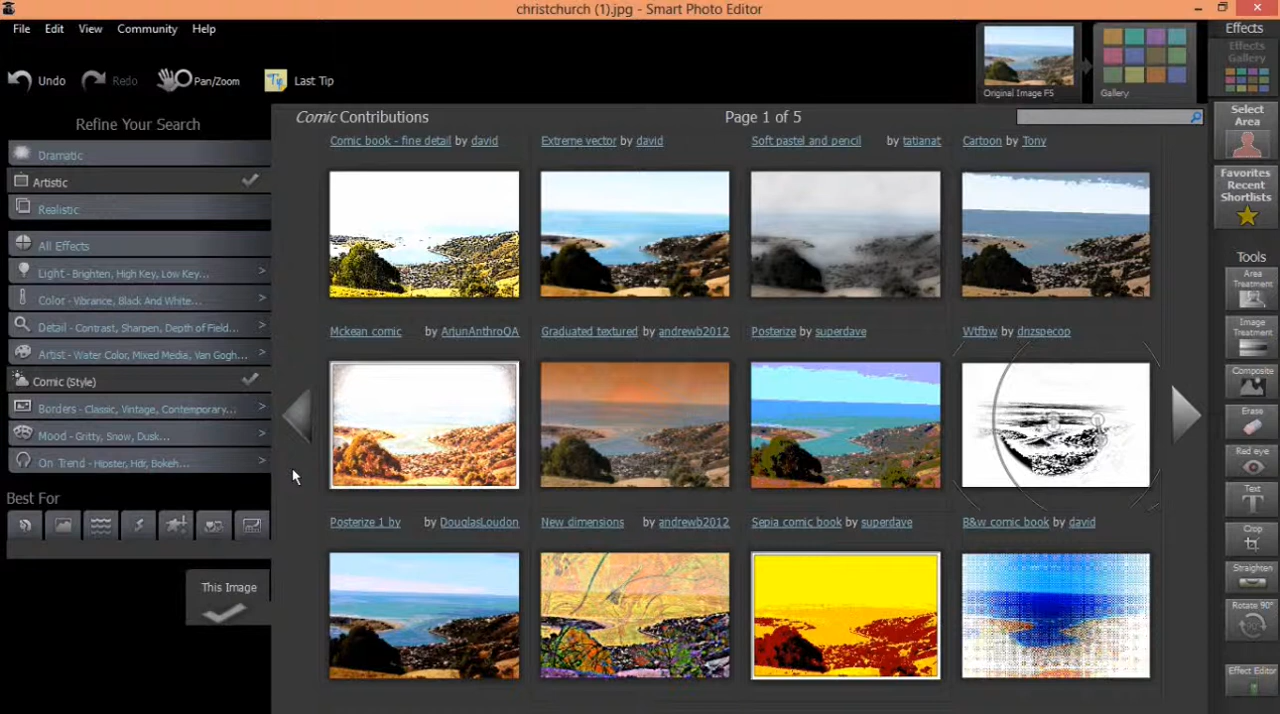 christchurch (1).jpg - Smart Photo Editor
File Edit View Community Help
Undo Redo Pan/Zoom Tip Last Tip
Original Image F5
Gallery
Effects
Effects
Gallery
Select
Area
Favorites
Recent
Shortlists
Tools
Area
Treatment
Image
Treatment
Composite
Erase
Red eye
Text
T
Crop
Straighten
Rotate 90°
90°
Effect Editor
Refine Your Search
Dramatic
Artistic
Realistic
All Effects
Light - Brighten, High Key, Low Key... >
Color - Vibrance, Black And White... >
Detail - Contrast, Sharpen, Depth of Field... >
Artist - Water Color, Mixed Media, Van Gogh... >
Comic (Style)
Borders - Classic, Vintage, Contemporary... >
Mood - Gritty, Snow, Dusk... >
On Trend - Hipster, Hdr, Bokeh... >
Best For
This Image
Comic Contributions
Page 1 of 5
Comic book - fine detail by david
Extreme vector by david
Soft pastel and pencil by tatianat
Cartoon by Tony
Mckean comic by ArjunAnthroQA
Graduated textured by andrewb2012
Posterize by superdave
Wtfbw by dnzspecop
Posterize 1 by by DouglasLoudon
New dimensions by andrewb2012
Sepia comic book by superdave
B&w comic book by david